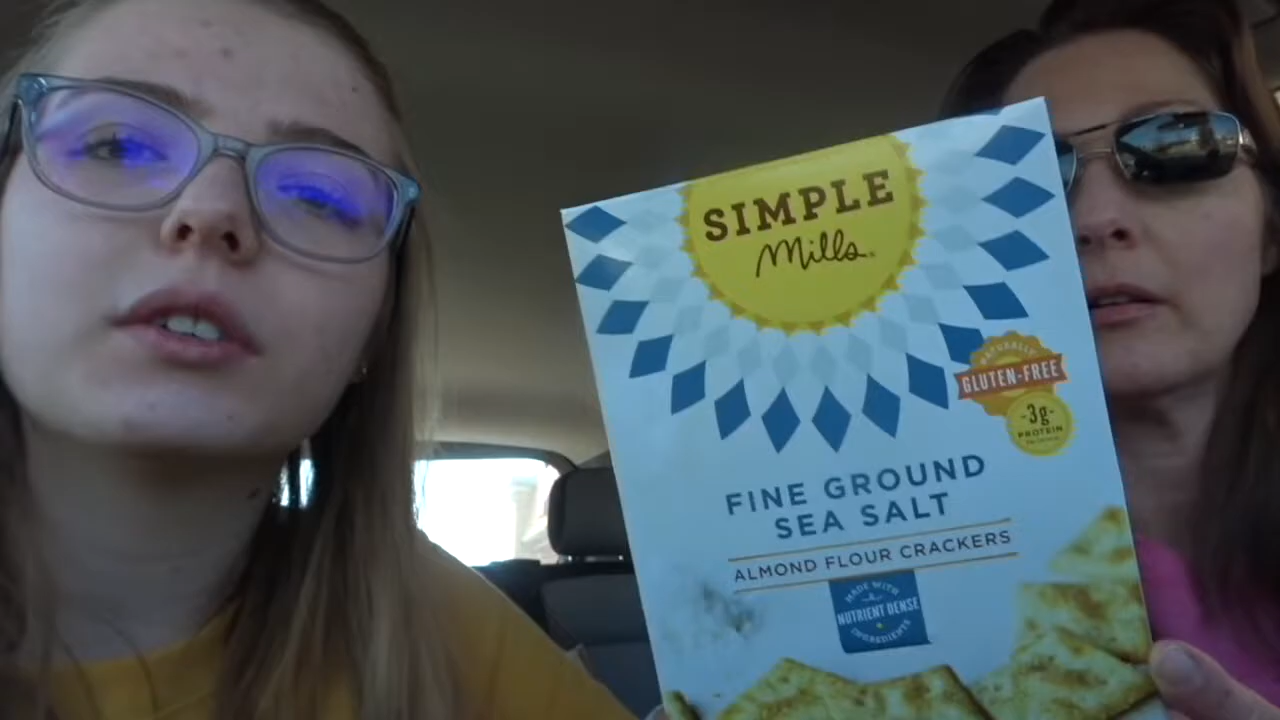 SIMPLE
Mills
NATURALLY
GLUTEN-FREE
-3g-
PROTEIN
FINE GROUND
SEA SALT
ALMOND FLOUR CRACKERS
MADE WITH
NUTRIENT DENSE
INGREDIENTS